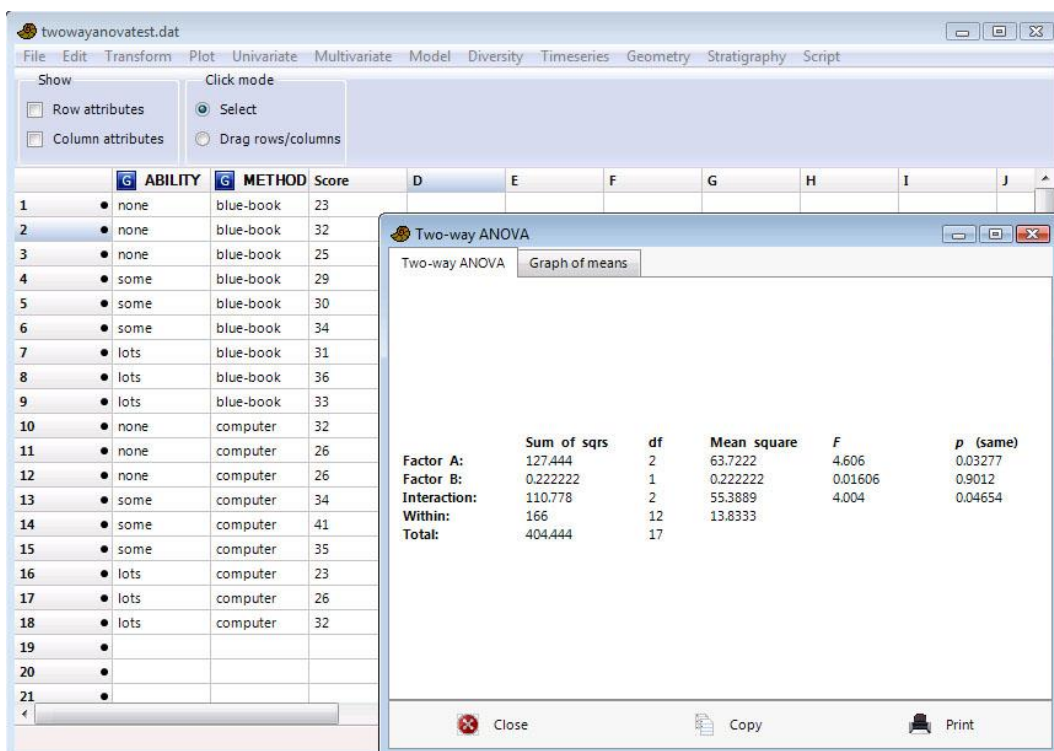 twowayanovatest.dat
File Edit Transform Plot Univariate Multivariate Model Diversity Timeseries Geometry Stratigraphy Script
Show Click mode
Row attributes Select
Column attributes Drag rows/columns
G ABILITY G METHOD Score D E F G H I J
1 none blue-book 23
2 none blue-book 32
3 none blue-book 25
4 some blue-book 29
5 some blue-book 30
6 some blue-book 34
7 lots blue-book 31
8 lots blue-book 36
9 lots blue-book 33
10 none computer 32
11 none computer 26
12 none computer 26
13 some computer 34
14 some computer 41
15 some computer 35
16 lots computer 23
17 lots computer 26
18 lots computer 32
19
20
21
Two-way ANOVA
Two-way ANOVA Graph of means
Sum of sqrs df Mean square F p (same)
Factor A: 127.444 2 63.7222 4.606 0.03277
Factor B: 0.222222 1 0.222222 0.01606 0.9012
Interaction: 110.778 2 55.3889 4.004 0.04654
Within: 166 12 13.8333
Total: 404.444 17
Close Copy Print